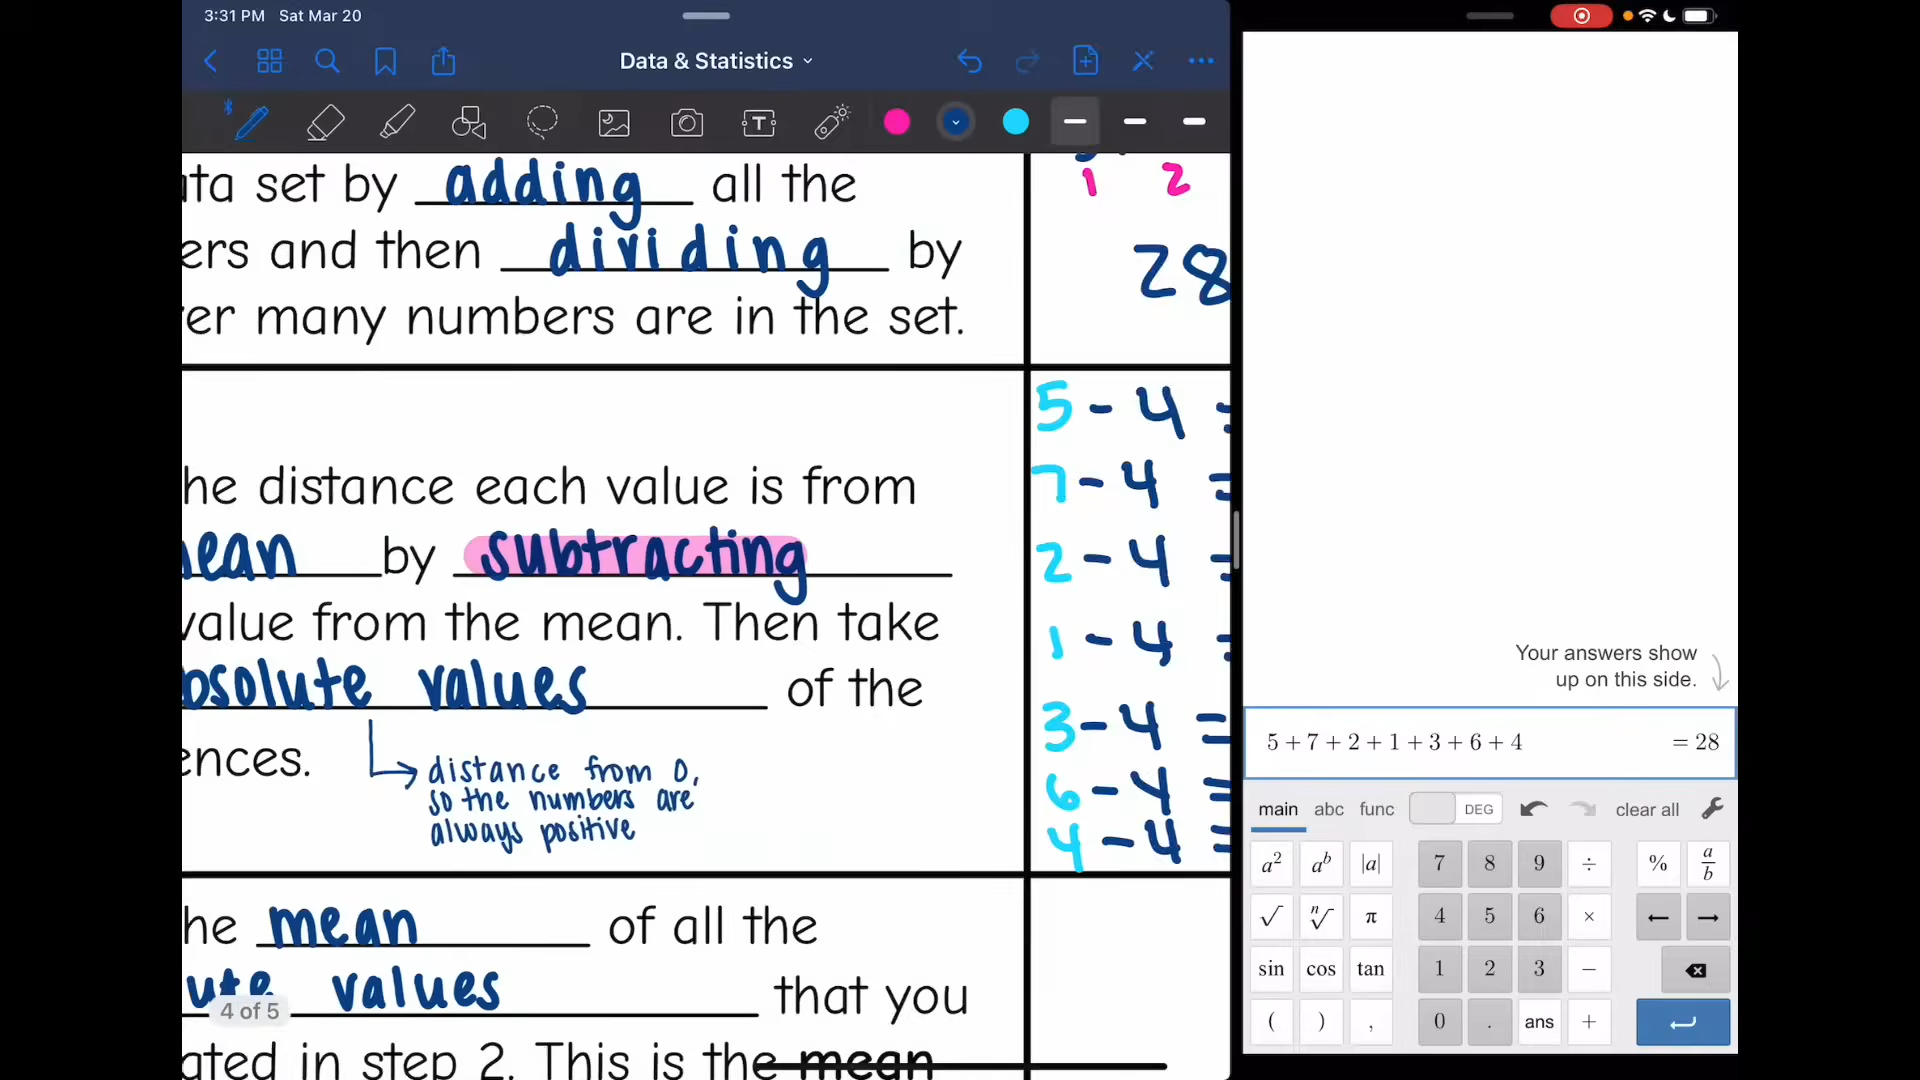 3:31 PM Sat Mar 20
Data & Statistics
T
ata set by adding all the
ers and then dividing by
er many numbers are in the set.
1 2
28
he distance each value is from
ean by subtracting
value from the mean. Then take
bsolute values of the
ences.
distance from 0,
so the numbers are
always positive
5 - 4 =
7 - 4 =
2 - 4 =
1 - 4 =
3 - 4 =
6 - 4 =
4 - 4 =
he mean of all the
ute values that you
4 of 5
ated in step 2. This is the mean
Your answers show
up on this side.
5 + 7 + 2 + 1 + 3 + 6 + 4 = 28
main abc func DEG clear all
a² aᵇ |a| 7 8 9 ÷ % a/b
√ ⁿ√ π 4 5 6 × ← →
sin cos tan 1 2 3 −
( ) , 0 . ans +